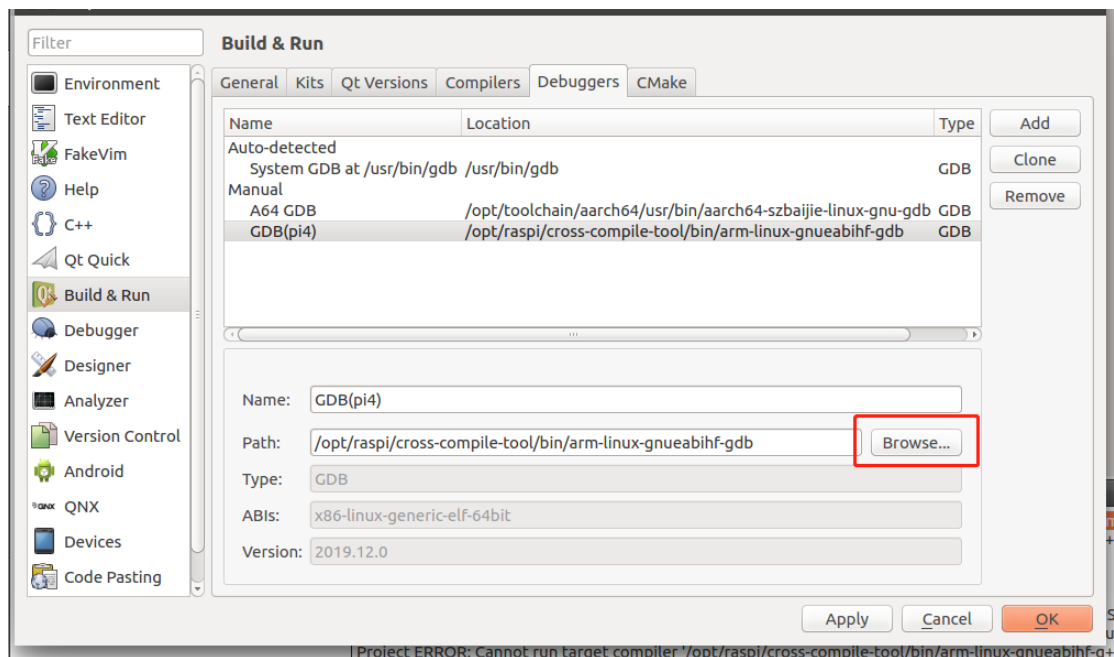 Filter
Build & Run
Environment
Text Editor
FakeVim
Help
C++
Qt Quick
Build & Run
Debugger
Designer
Analyzer
Version Control
Android
QNX
Devices
Code Pasting
General Kits Qt Versions Compilers Debuggers CMake
Name Location Type
Auto-detected
System GDB at /usr/bin/gdb /usr/bin/gdb GDB
Manual
A64 GDB /opt/toolchain/aarch64/usr/bin/aarch64-szbaijie-linux-gnu-gdb GDB
GDB(pi4) /opt/raspi/cross-compile-tool/bin/arm-linux-gnueabihf-gdb GDB
Add
Clone
Remove
Name: GDB(pi4)
Path: /opt/raspi/cross-compile-tool/bin/arm-linux-gnueabihf-gdb Browse...
Type: GDB
ABIs: x86-linux-generic-elf-64bit
Version: 2019.12.0
Apply Cancel OK
Project ERROR: Cannot run target compiler '/opt/raspi/cross-compile-tool/bin/arm-linux-gnueabihf-g+